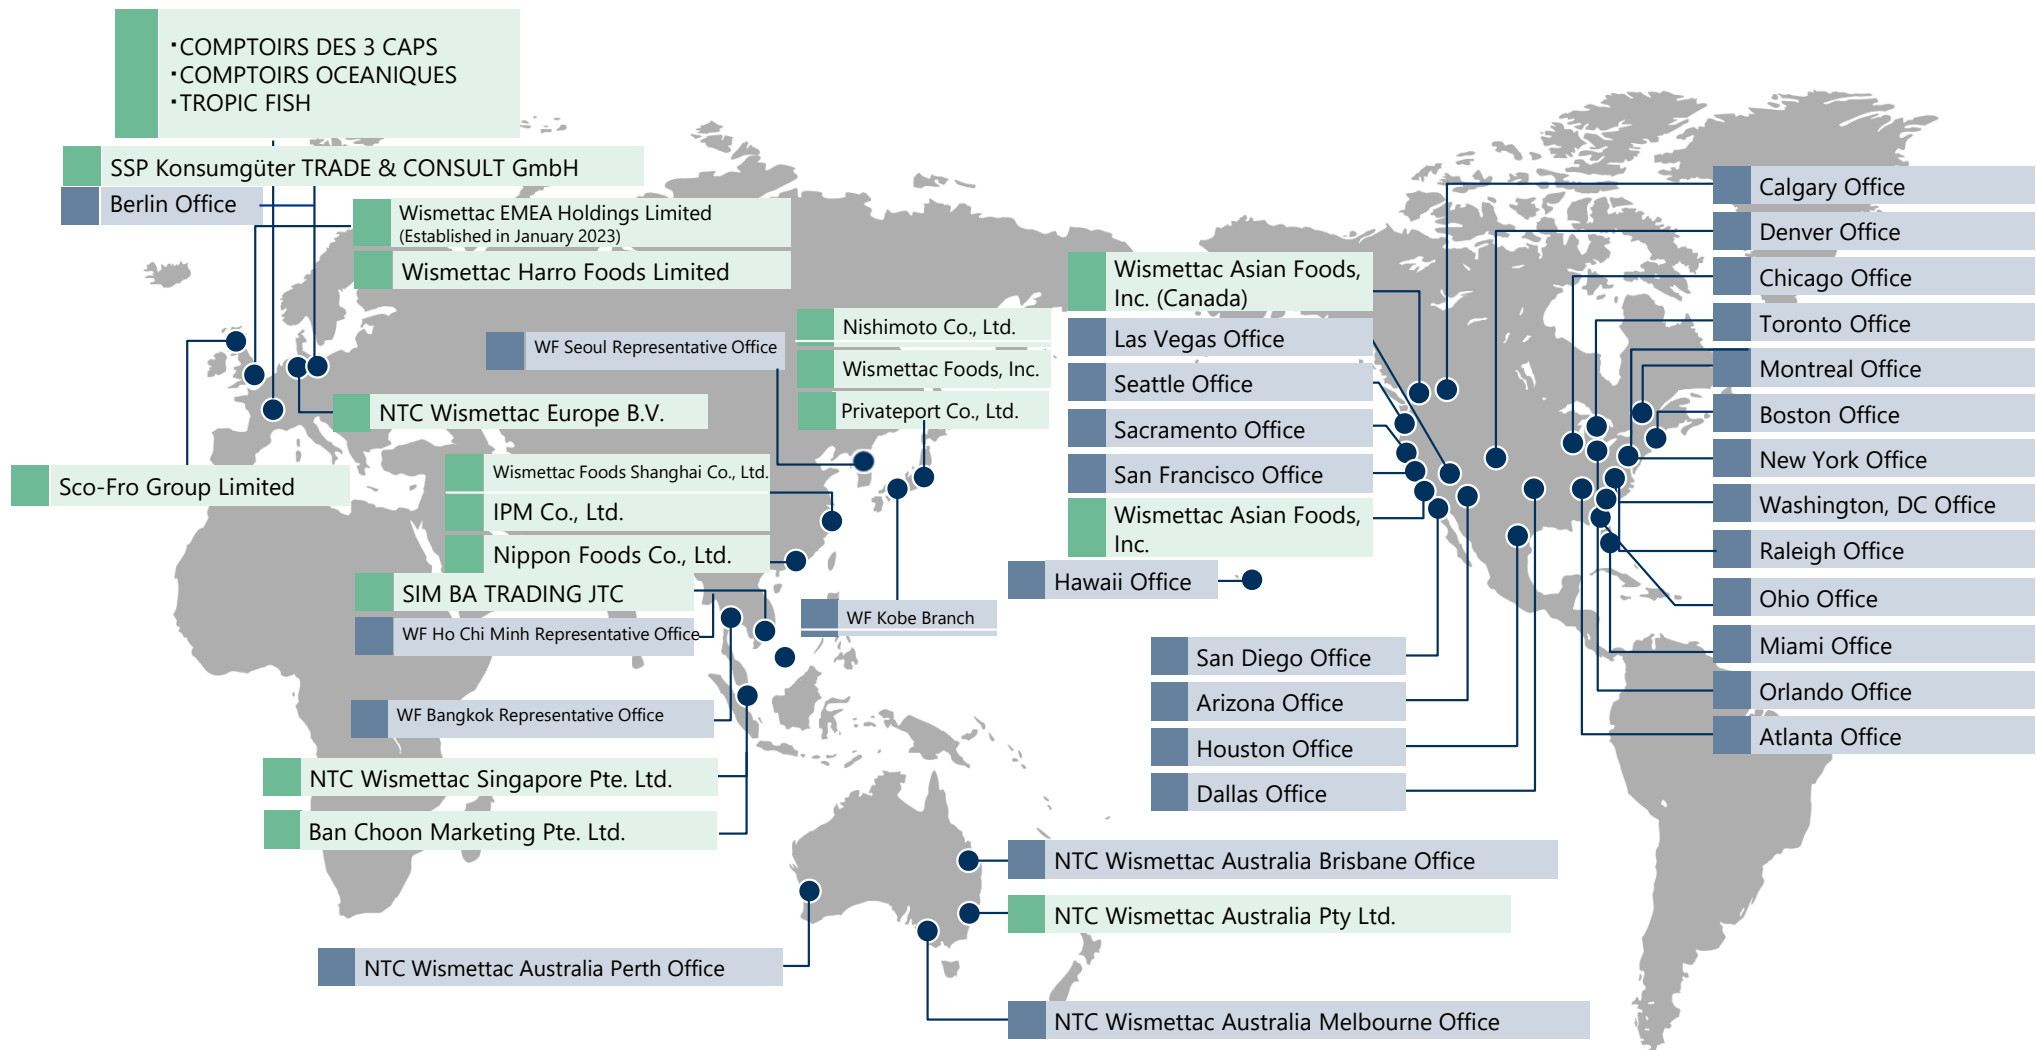 ・COMPTOIRS DES 3 CAPS
・COMPTOIRS OCEANIQUES
・TROPIC FISH
SSP Konsumgüter TRADE & CONSULT GmbH
Berlin Office
Wismettac EMEA Holdings Limited
(Established in January 2023)
Wismettac Harro Foods Limited
WF Seoul Representative Office
Nishimoto Co., Ltd.
Wismettac Foods, Inc.
Privateport Co., Ltd.
NTC Wismettac Europe B.V.
Sco-Fro Group Limited
Wismettac Foods Shanghai Co., Ltd.
IPM Co., Ltd.
Nippon Foods Co., Ltd.
SIM BA TRADING JTC
WF Ho Chi Minh Representative Office
WF Kobe Branch
WF Bangkok Representative Office
NTC Wismettac Singapore Pte. Ltd.
Ban Choon Marketing Pte. Ltd.
NTC Wismettac Australia Perth Office
Wismettac Asian Foods,
Inc. (Canada)
Las Vegas Office
Seattle Office
Sacramento Office
San Francisco Office
Wismettac Asian Foods,
Inc.
Hawaii Office
San Diego Office
Arizona Office
Houston Office
Dallas Office
NTC Wismettac Australia Brisbane Office
NTC Wismettac Australia Pty Ltd.
NTC Wismettac Australia Melbourne Office
Calgary Office
Denver Office
Chicago Office
Toronto Office
Montreal Office
Boston Office
New York Office
Washington, DC Office
Raleigh Office
Ohio Office
Miami Office
Orlando Office
Atlanta Office